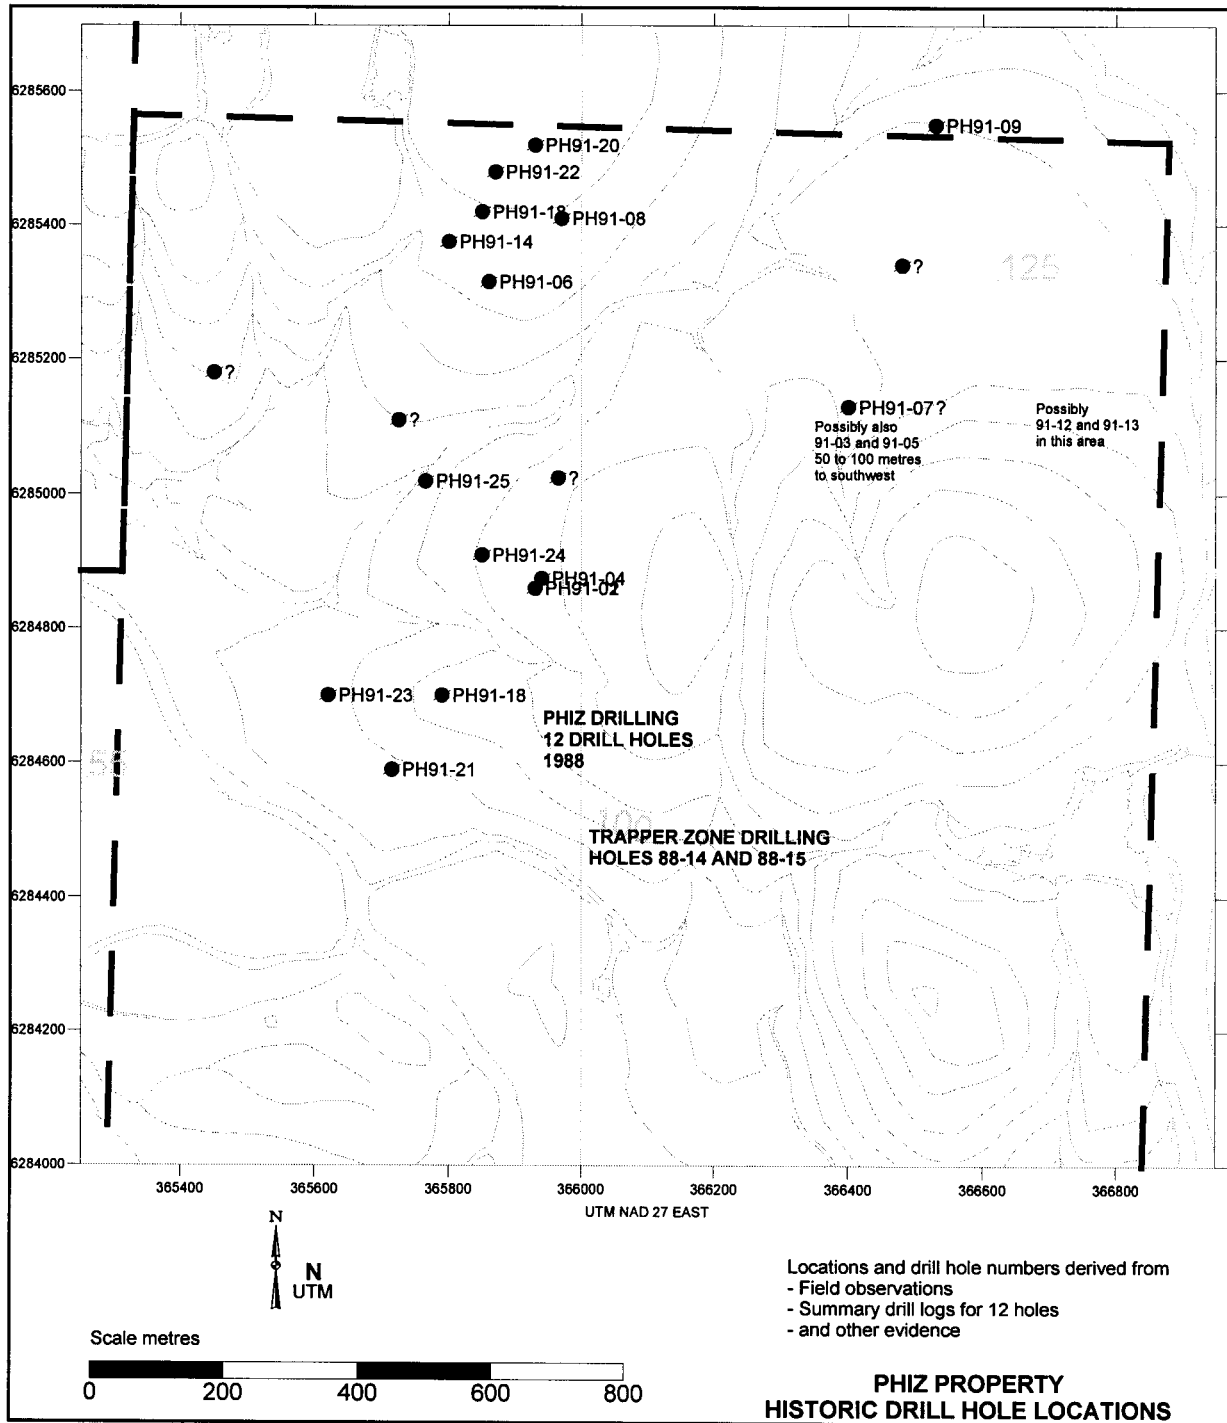 6285600
PH91-09
PH91-20
PH91-22
PH91-18
PH91-08
6285400
PH91-14
?
125
PH91-06
6285200
?
?
PH91-07?
Possibly also
91-03 and 91-05
50 to 100 metres
to southwest
Possibly
91-12 and 91-13
in this area
PH91-25
?
6285000
PH91-24
PH91-04
PH91-02
6284800
PH91-23
PH91-18
PHIZ DRILLING
12 DRILL HOLES
1988
6284600
PH91-21
100
TRAPPER ZONE DRILLING
HOLES 88-14 AND 88-15
6284400
6284200
6284000
365400
365600
365800
366000
366200
366400
366600
366800
UTM NAD 27 EAST
N
N
UTM
Locations and drill hole numbers derived from
- Field observations
- Summary drill logs for 12 holes
- and other evidence
Scale metres
0 200 400 600 800
PHIZ PROPERTY
HISTORIC DRILL HOLE LOCATIONS